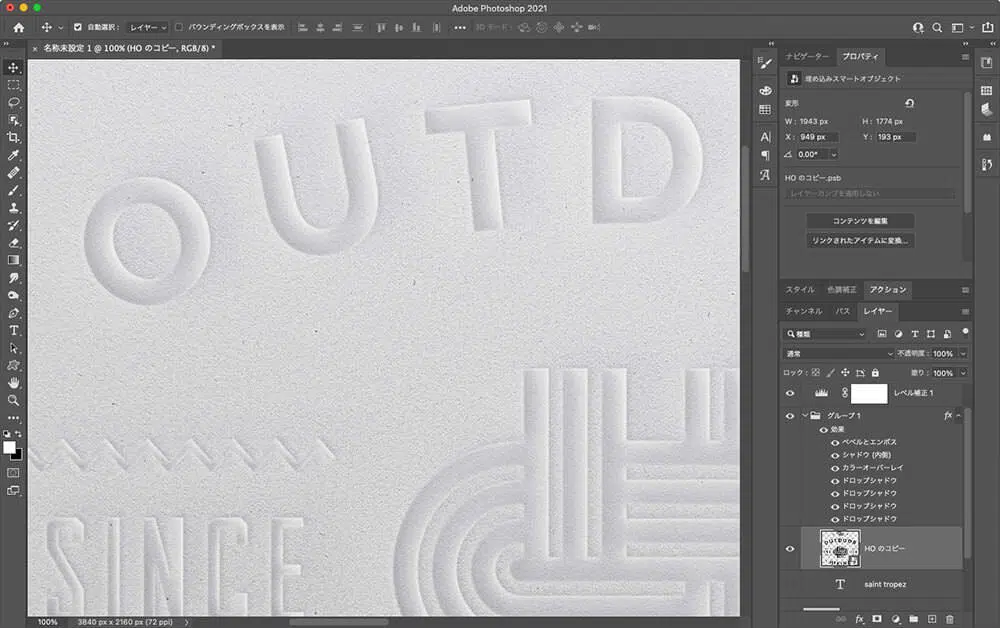 Adobe Photoshop 2021
自動選択：
レイヤー
バウンディングボックスを表示
3D モード：
× 名称未設定 1 @ 100% (HO のコピー, RGB/8) *
OUTD
SINCE
ナビゲーター
プロパティ
埋め込みスマートオブジェクト
変形
W： 1943 px
H： 1774 px
X： 949 px
Y： 193 px
0.00°
HO のコピー.psb
レイヤーカンプを適用しない
コンテンツを編集
リンクされたアイテムに変換...
スタイル
色調補正
アクション
チャンネル
パス
レイヤー
種類
通常
不透明度： 100%
ロック：
塗り： 100%
レベル補正 1
グループ 1
fx
効果
ベベルとエンボス
シャドウ (内側)
カラーオーバーレイ
ドロップシャドウ
ドロップシャドウ
ドロップシャドウ
ドロップシャドウ
HO のコピー
T saint tropez
fx
100%
3840 px x 2160 px (72 ppi)